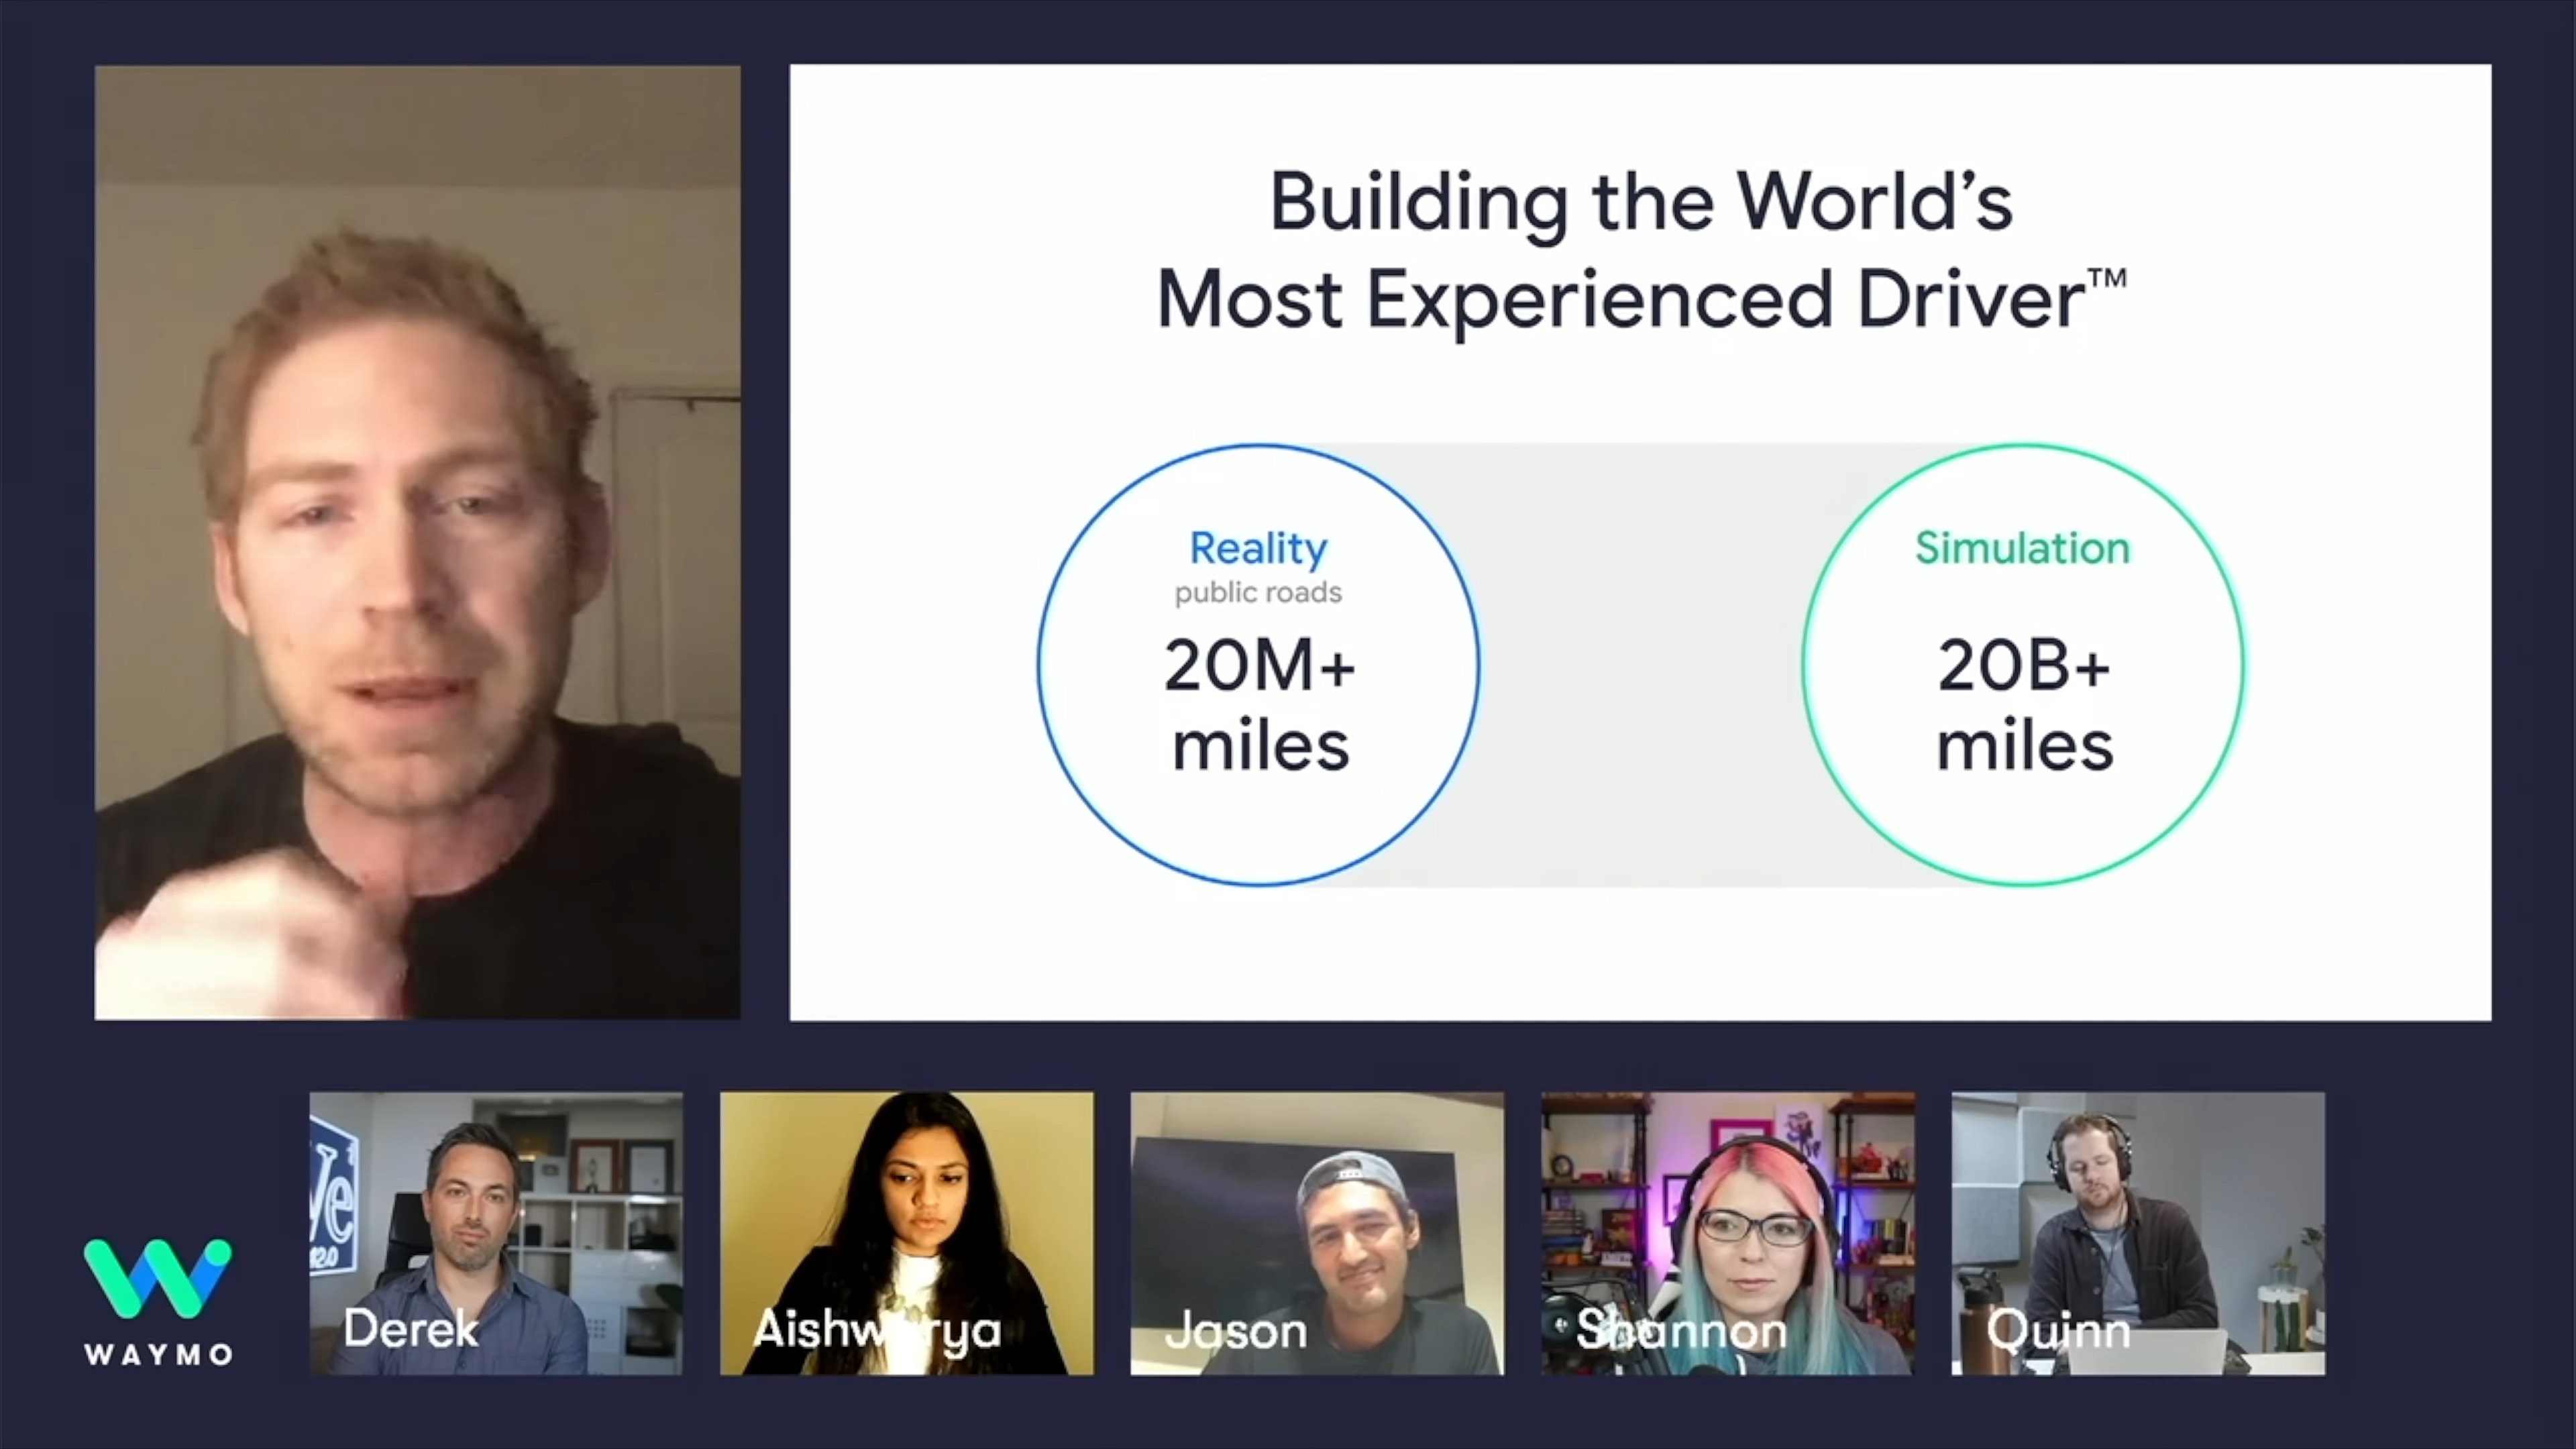 Building the World’s
Most Experienced Driver™
Reality
public roads
20M+
miles
Simulation
20B+
miles
WAYMO
Derek
Aishwarya
Jason
Shannon
Quinn